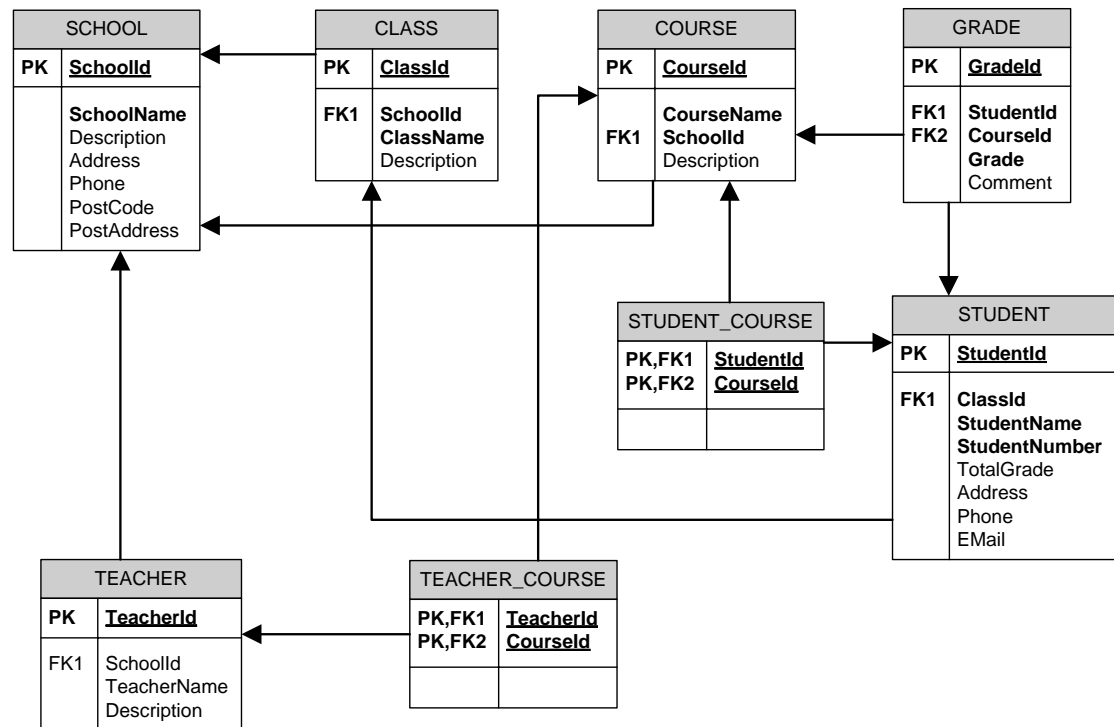 SCHOOL
PK SchoolId
SchoolName
Description
Address
Phone
PostCode
PostAddress
CLASS
PK ClassId
FK1 SchoolId
ClassName
Description
COURSE
PK CourseId
CourseName
FK1 SchoolId
Description
GRADE
PK GradeId
FK1 StudentId
FK2 CourseId
Grade
Comment
STUDENT_COURSE
PK,FK1 StudentId
PK,FK2 CourseId
STUDENT
PK StudentId
FK1 ClassId
StudentName
StudentNumber
TotalGrade
Address
Phone
EMail
TEACHER
PK TeacherId
FK1 SchoolId
TeacherName
Description
TEACHER_COURSE
PK,FK1 TeacherId
PK,FK2 CourseId